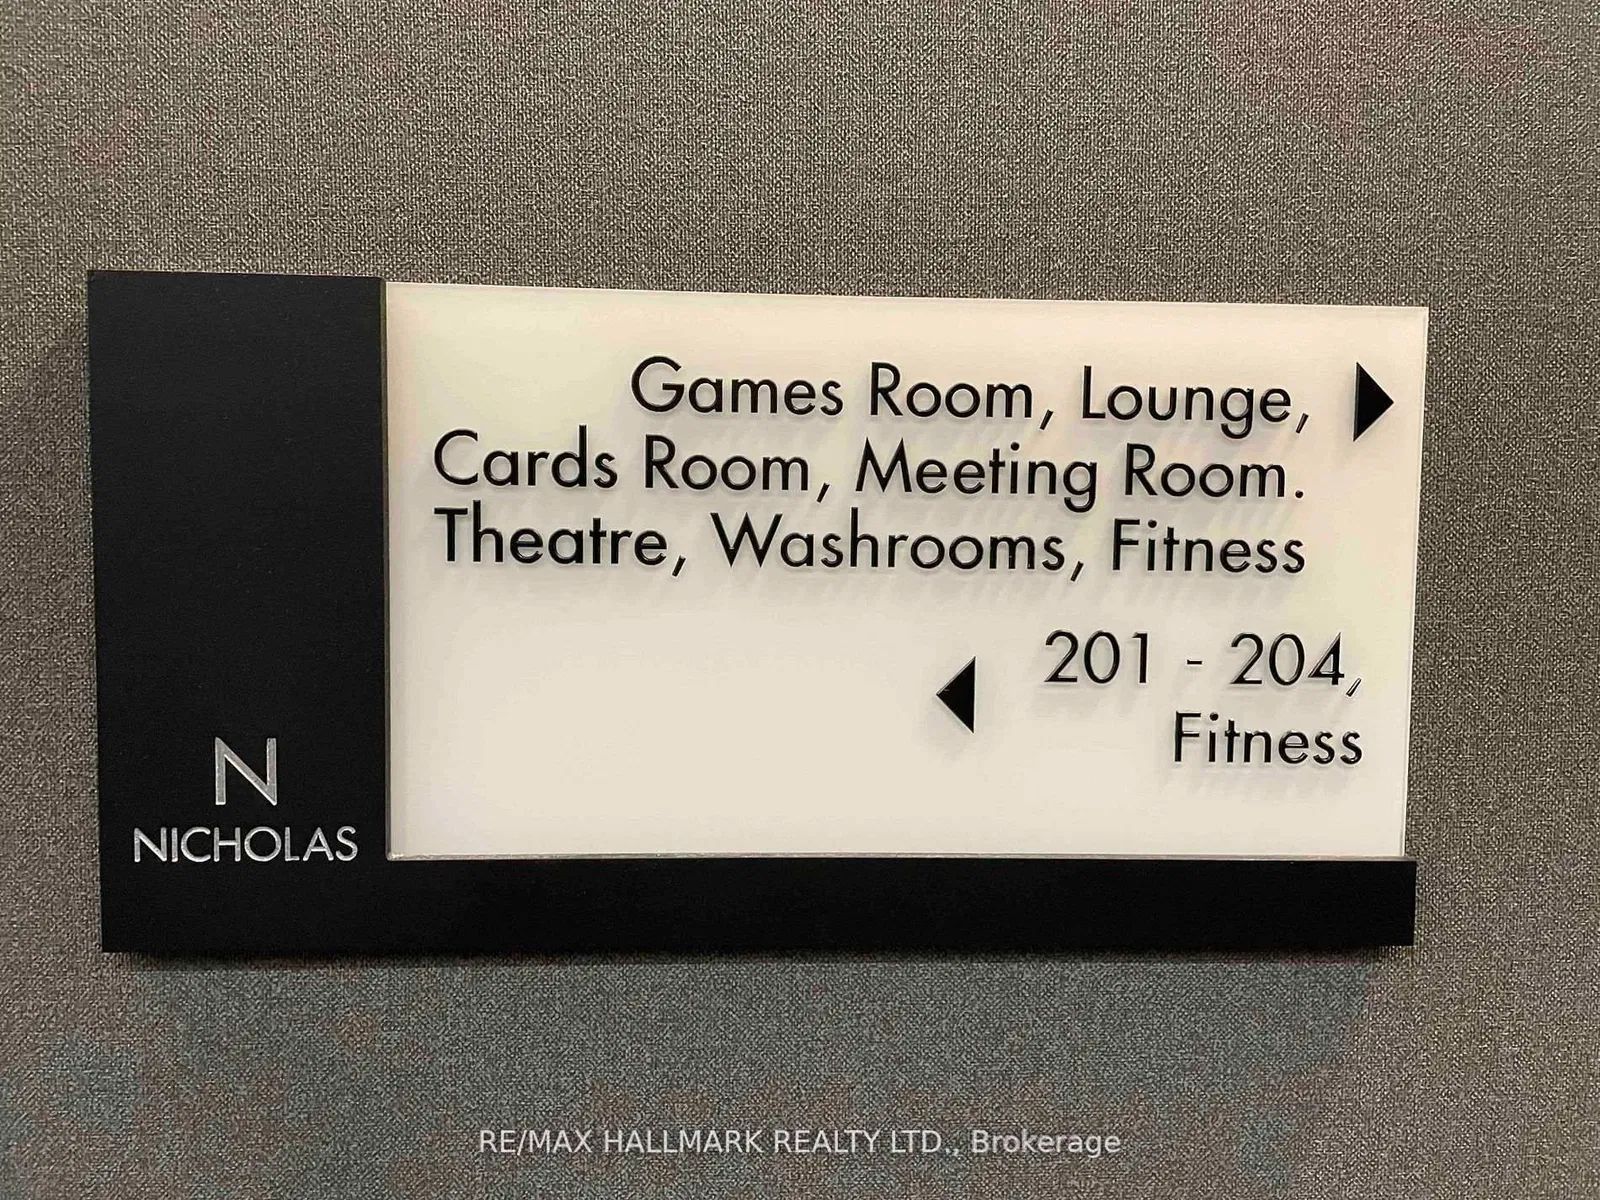 Games Room, Lounge,
Cards Room, Meeting Room.
Theatre, Washrooms, Fitness
201 - 204,
Fitness
N
NICHOLAS
RE/MAX HALLMARK REALTY LTD., Brokerage